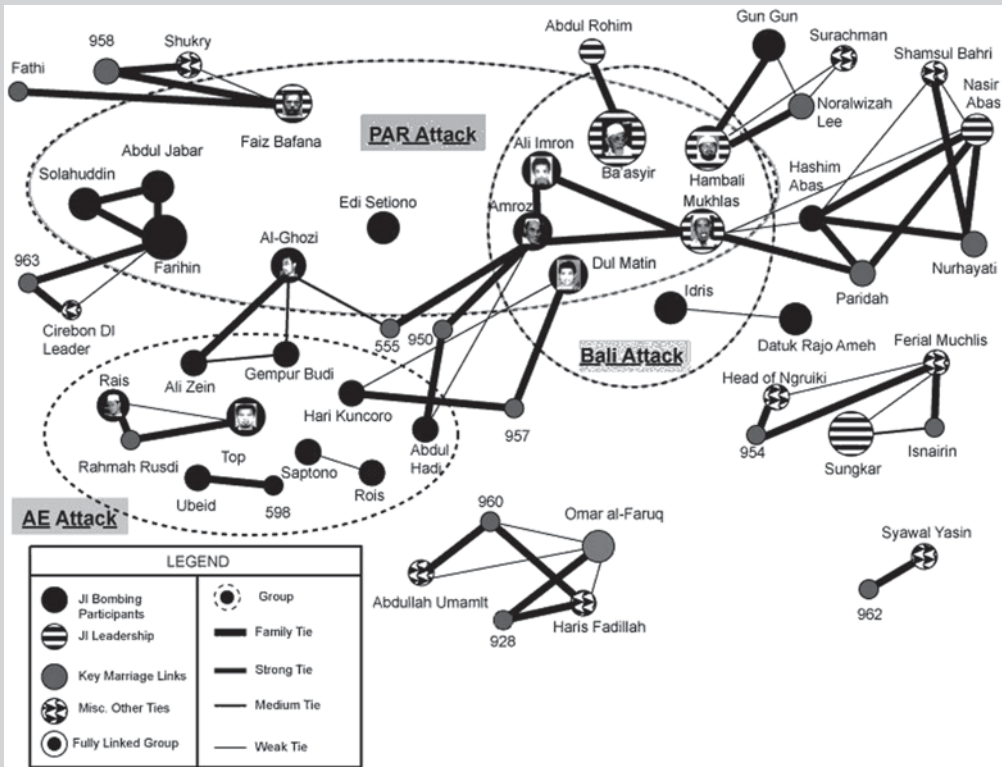 958
Shukry
Fathi
Faiz Bafana
Abdul Rohim
Gun Gun
Surachman
Shamsul Bahri
Nasir
Abas
PAR Attack
Noralwizah
Lee
Abdul Jabar
Ali Imron
Ba'asyir
Hambali
Hashim
Abas
Solahuddin
Edi Setiono
Amrozi
Mukhlas
Al-Ghozi
Farihin
963
Dul Matin
Nurhayati
Paridah
Cirebon DI
Leader
555
950
Idris
Ali Zein
Gempur Budi
Bali Attack
Datuk Rajo Ameh
Ferial Muchlis
Rais
Hari Kuncoro
957
Head of Ngruiki
Rahmah Rusdi
Top
Abdul
Hadi
954
Sungkar
Isnairin
Saptono
Rois
Ubeid
598
AE Attack
960
Omar al-Faruq
Syawal Yasin
Abdullah Umamlt
Haris Fadillah
928
962
LEGEND
JI Bombing
Participants
Group
JI Leadership
Family Tie
Key Marriage Links
Strong Tie
Misc. Other Ties
Medium Tie
Fully Linked Group
Weak Tie